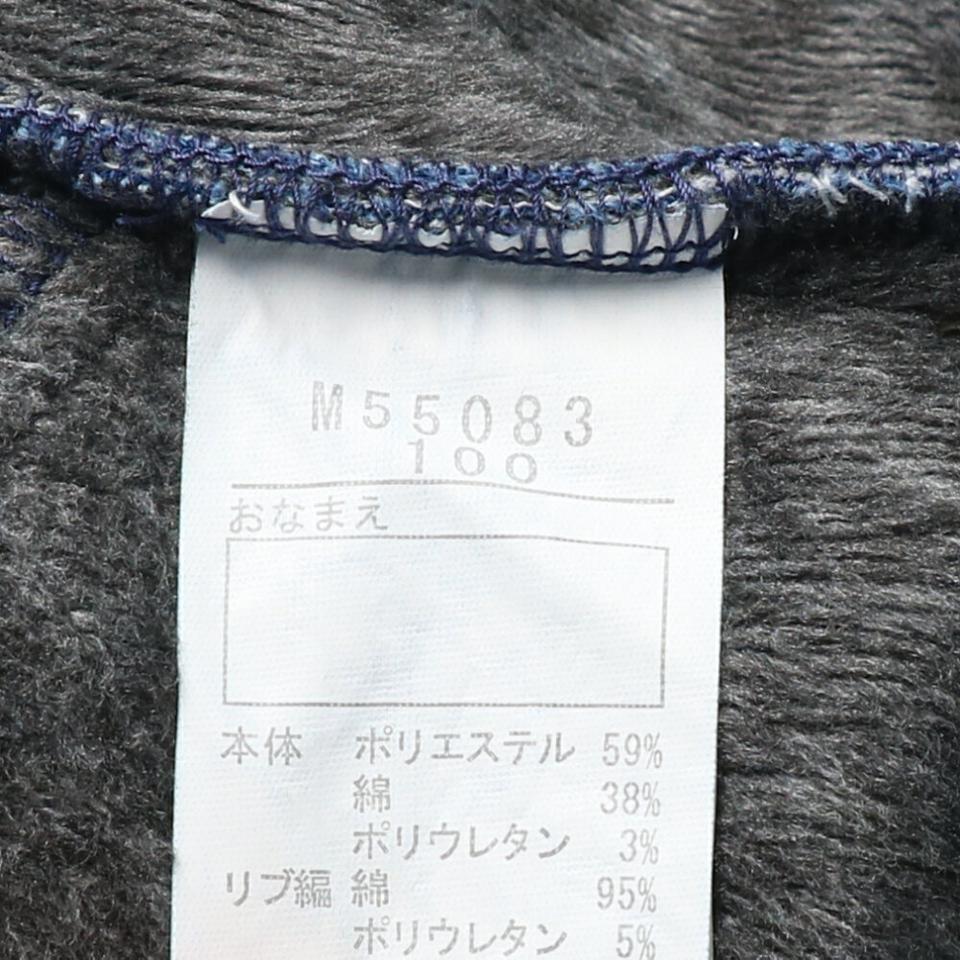 M55083
100
おなまえ
本体 ポリエステル 59%
綿 38%
ポリウレタン 3%
リブ編 綿 95%
ポリウレタン 5%